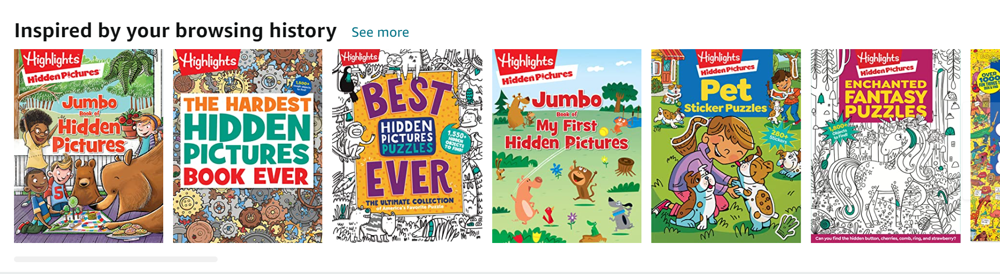 Inspired by your browsing history See more
Highlights
Hidden Pictures
Jumbo
Book of
Hidden
Pictures
Highlights
1,500+
tough objects
to find!
THE HARDEST
HIDDEN
PICTURES
BOOK EVER
Highlights
BEST
HIDDEN
PICTURES
PUZZLES
EVER
1,550+
HIDDEN
OBJECTS
TO FIND!
THE ULTIMATE COLLECTION
of America's Favorite Puzzle
Highlights
Hidden Pictures
Jumbo
Book of
My First
Hidden Pictures
Highlights
Hidden Pictures
Pet
Sticker Puzzles
280+
Stickers
Highlights
Hidden Pictures
ENCHANTED
FANTASY
PUZZLES
1,800+
Objects
to Find!
Can you find the hidden button, cherries, comb, ring, and strawberry?
OVER
1000
FUN THINGS TO
SEEK & FIND
5